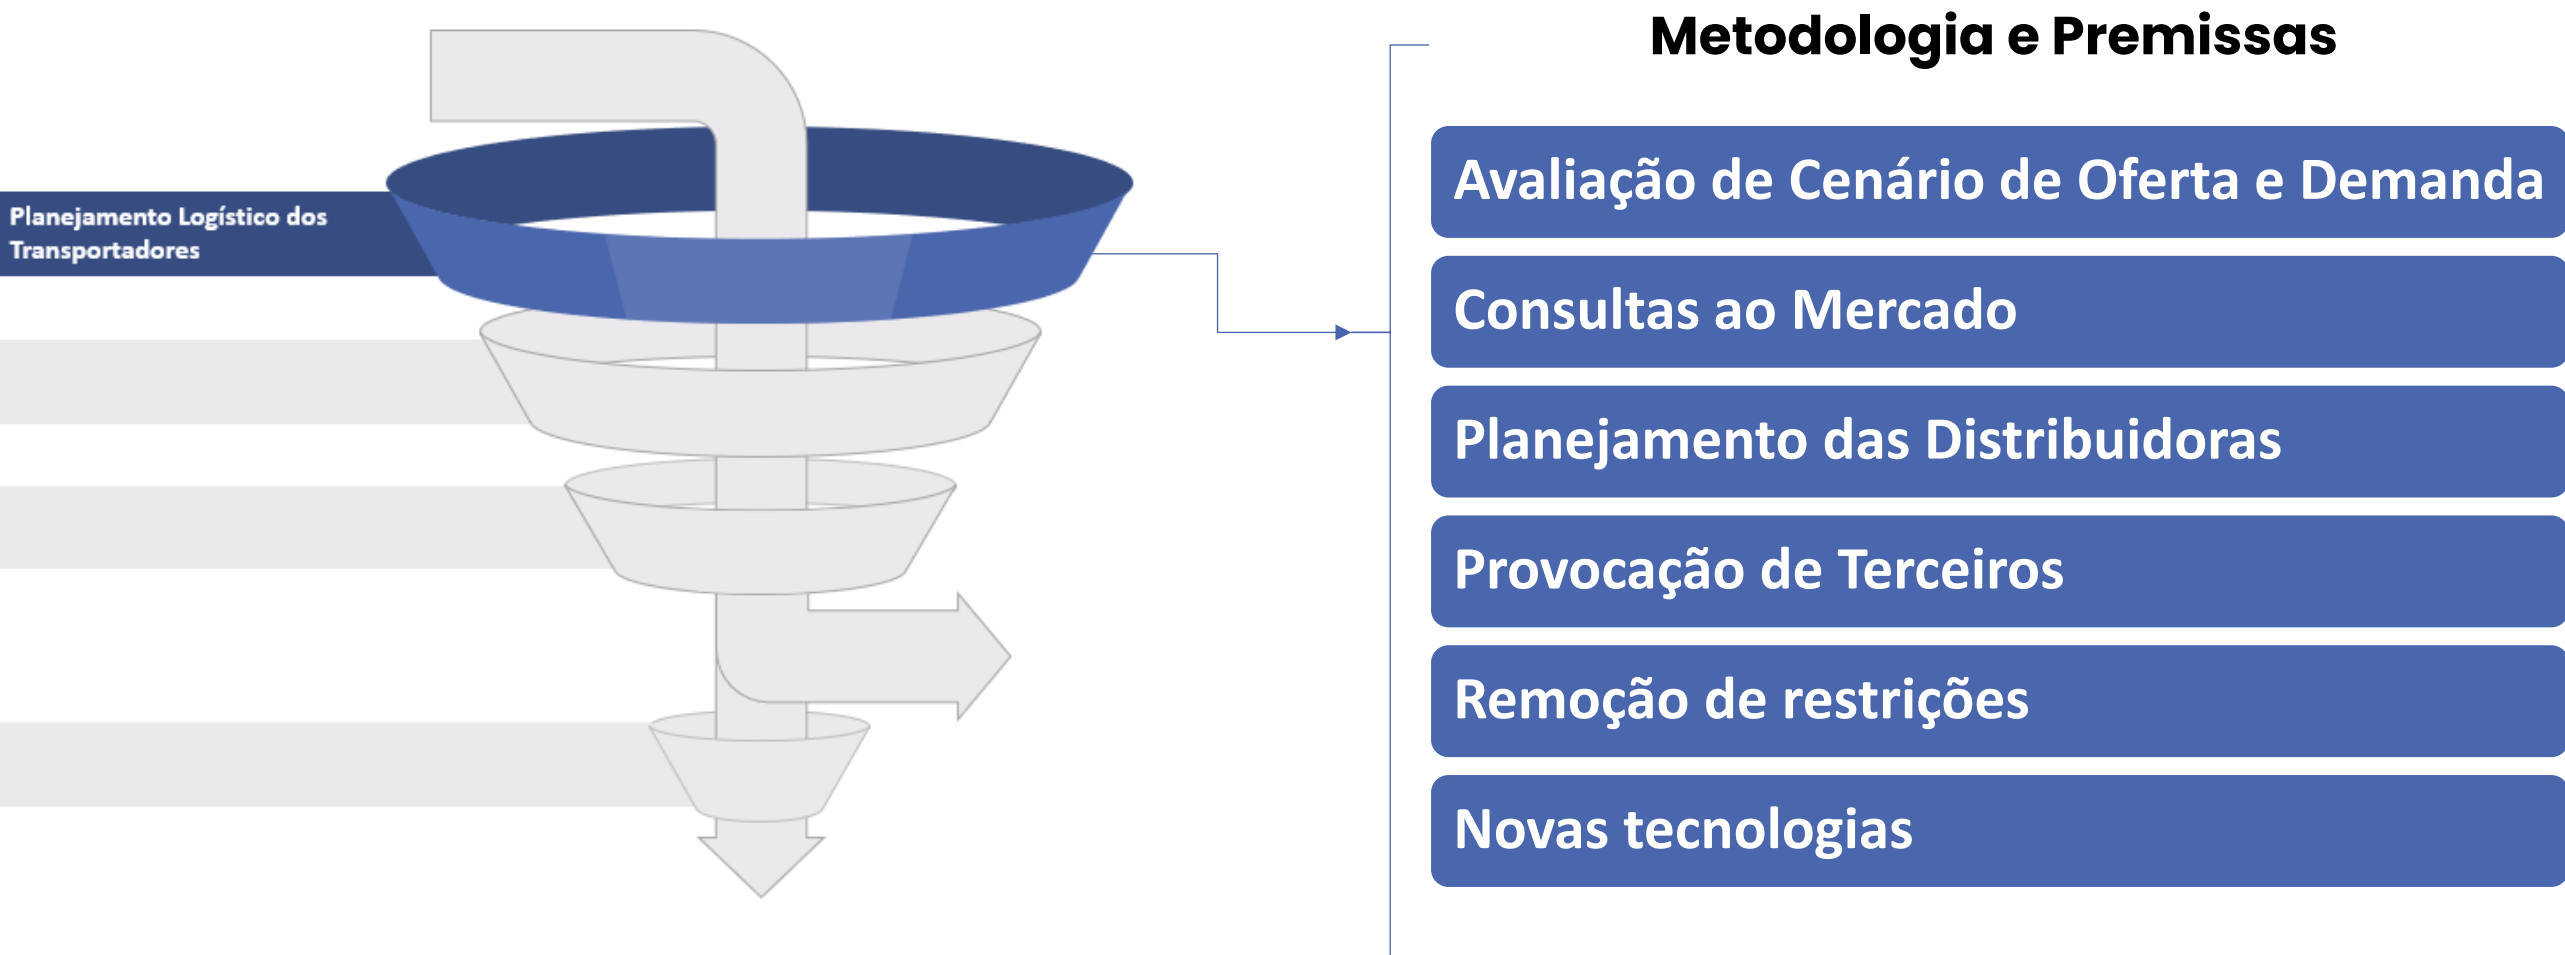 Metodologia e Premissas
Planejamento Logístico dos
Transportadores
Avaliação de Cenário de Oferta e Demanda
Consultas ao Mercado
Planejamento das Distribuidoras
Provocação de Terceiros
Remoção de restrições
Novas tecnologias